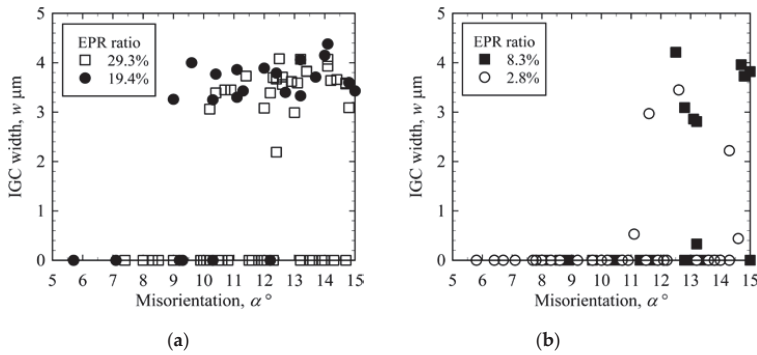 5
4
3
2
1
0
IGC width, w μm
EPR ratio
29.3%
19.4%
5 6 7 8 9 10 11 12 13 14 15
Misorientation, α °
(a)
5
4
3
2
1
0
IGC width, w μm
EPR ratio
8.3%
2.8%
5 6 7 8 9 10 11 12 13 14 15
Misorientation, α °
(b)